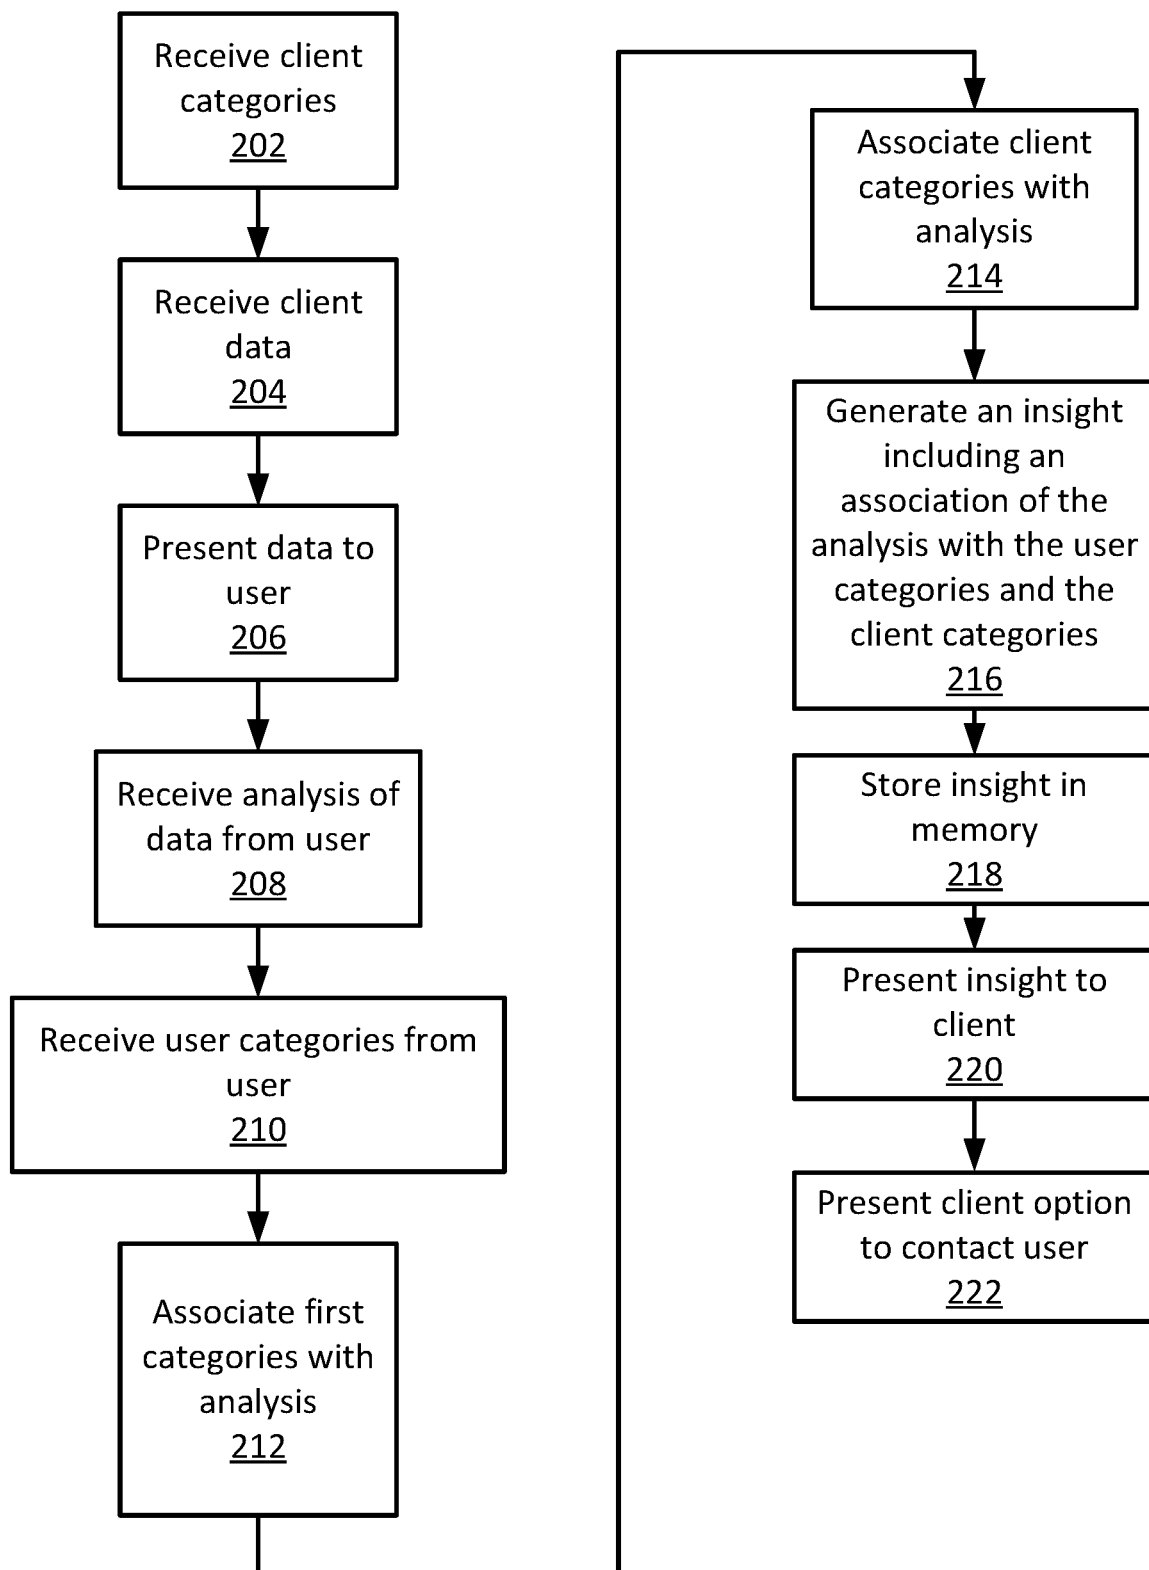 Receive client
categories
202
Receive client
data
204
Present data to
user
206
Receive analysis of
data from user
208
Receive user categories from
user
210
Associate first
categories with
analysis
212
Associate client
categories with
analysis
214
Generate an insight
including an
association of the
analysis with the user
categories and the
client categories
216
Store insight in
memory
218
Present insight to
client
220
Present client option
to contact user
222